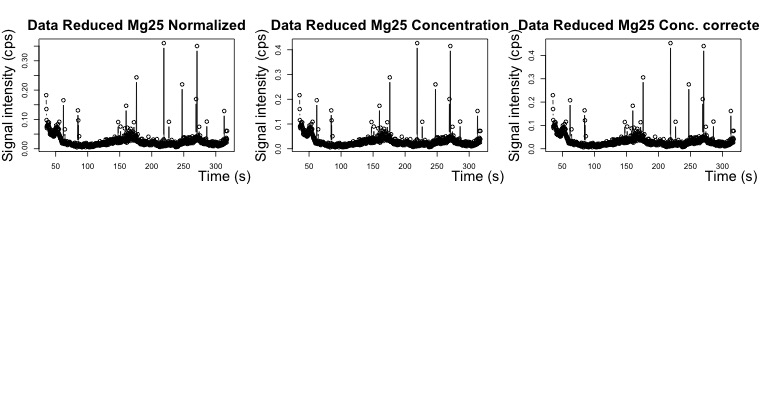 Data Reduced Mg25 Normalized
Signal intensity (cps)
0.00 0.10 0.20 0.30
50 100 150 200 250 300
Time (s)
Data Reduced Mg25 Concentration
Signal intensity (cps)
0.0 0.1 0.2 0.3 0.4
50 100 150 200 250 300
Time (s)
Data Reduced Mg25 Conc. correcte
Signal intensity (cps)
0.0 0.1 0.2 0.3 0.4
50 100 150 200 250 300
Time (s)